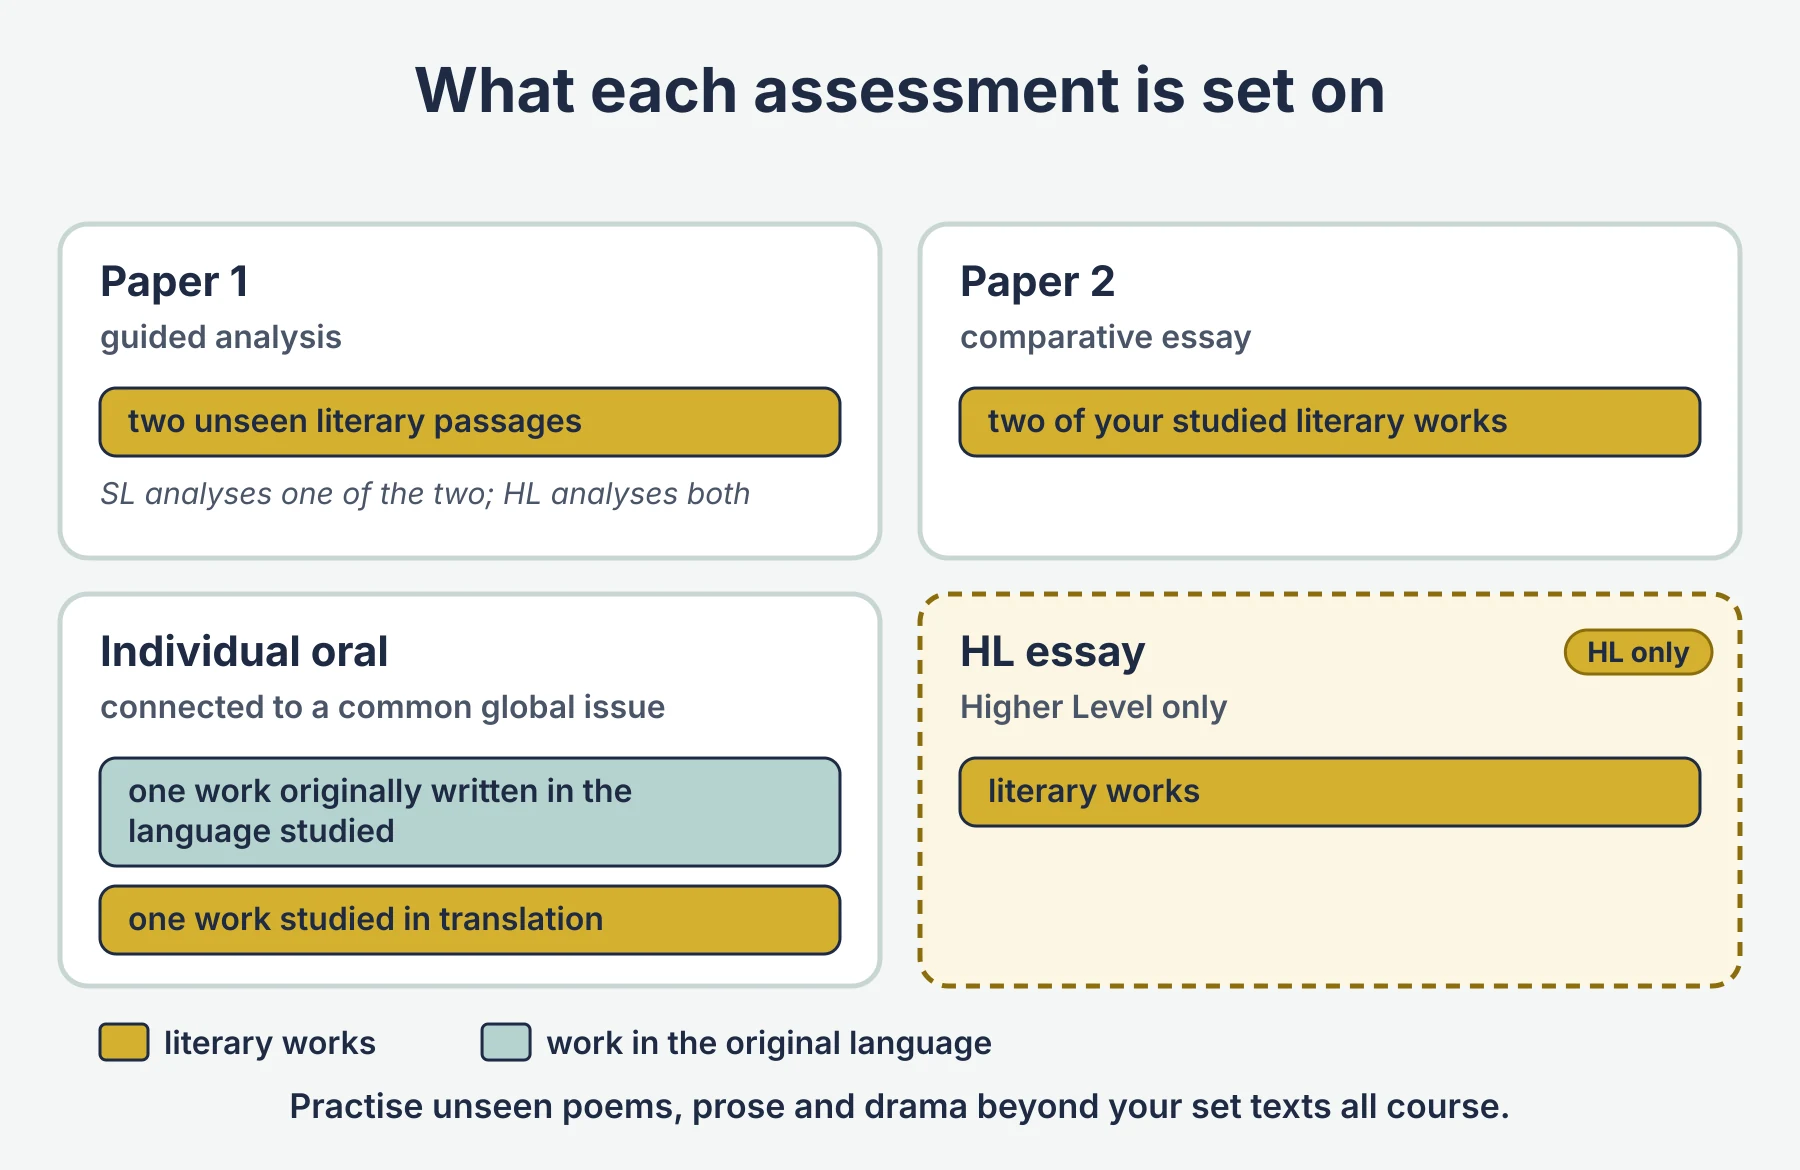 What each assessment is set on
Paper 1
guided analysis
two unseen literary passages
SL analyses one of the two; HL analyses both
Paper 2
comparative essay
two of your studied literary works
Individual oral
connected to a common global issue
one work originally written in the
language studied
one work studied in translation
HL essay
HL only
Higher Level only
literary works
literary works
work in the original language
Practise unseen poems, prose and drama beyond your set texts all course.